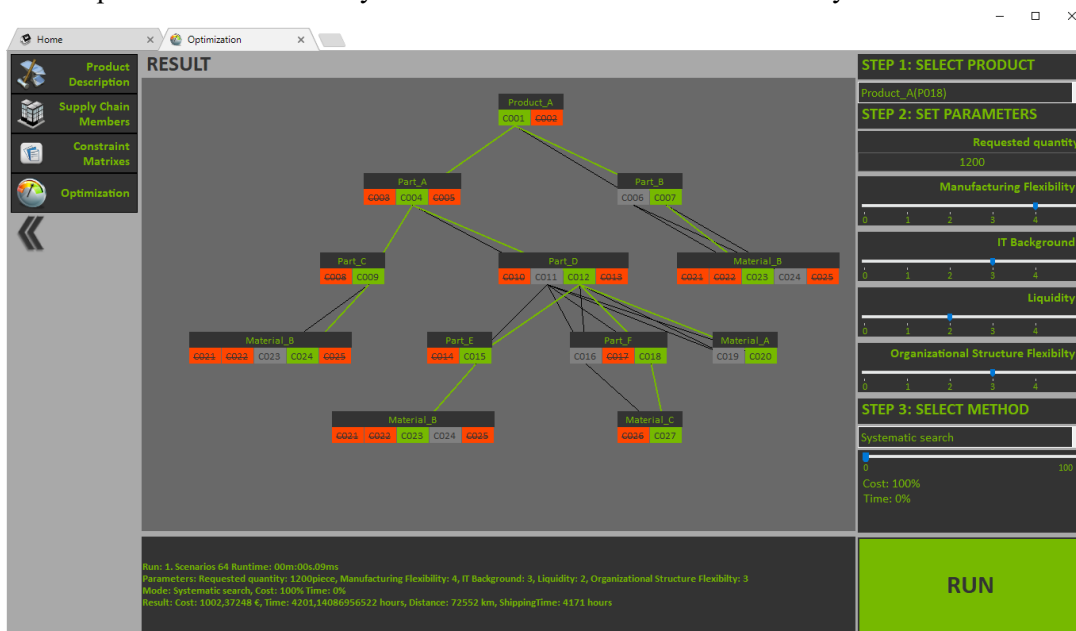 Home
Optimization
Product
Description
Supply Chain
Members
Constraint
Matrixes
Optimization
RESULT
Product_A
C001 C002
Part_A
C003 C004 C005
Part_B
C006 C007
Part_C
C008 C009
Part_D
C010 C011 C012 C013
Material_B
C021 C022 C023 C024 C025
Material_B
C021 C022 C023 C024 C025
Part_E
C014 C015
Part_F
C016 C017 C018
Material_A
C019 C020
Material_B
C021 C022 C023 C024 C025
Material_C
C026 C027
Run: 1. Scenarios 64 Runtime: 00m:00s.09ms
Parameters: Requested quantity: 1200piece, Manufacturing Flexibility: 4, IT Background: 3, Liquidity: 2, Organizational Structure Flexibilty: 3
Mode: Systematic search, Cost: 100% Time: 0%
Result: Cost: 1002,37248 €, Time: 4201,14086956522 hours, Distance: 72552 km, ShippingTime: 4171 hours
STEP 1: SELECT PRODUCT
Product_A(P018)
STEP 2: SET PARAMETERS
Requested quantity
1200
Manufacturing Flexibility
0 1 2 3 4
IT Background
0 1 2 3 4
Liquidity
0 1 2 3 4
Organizational Structure Flexibilty
0 1 2 3 4
STEP 3: SELECT METHOD
Systematic search
0 100
Cost: 100%
Time: 0%
RUN